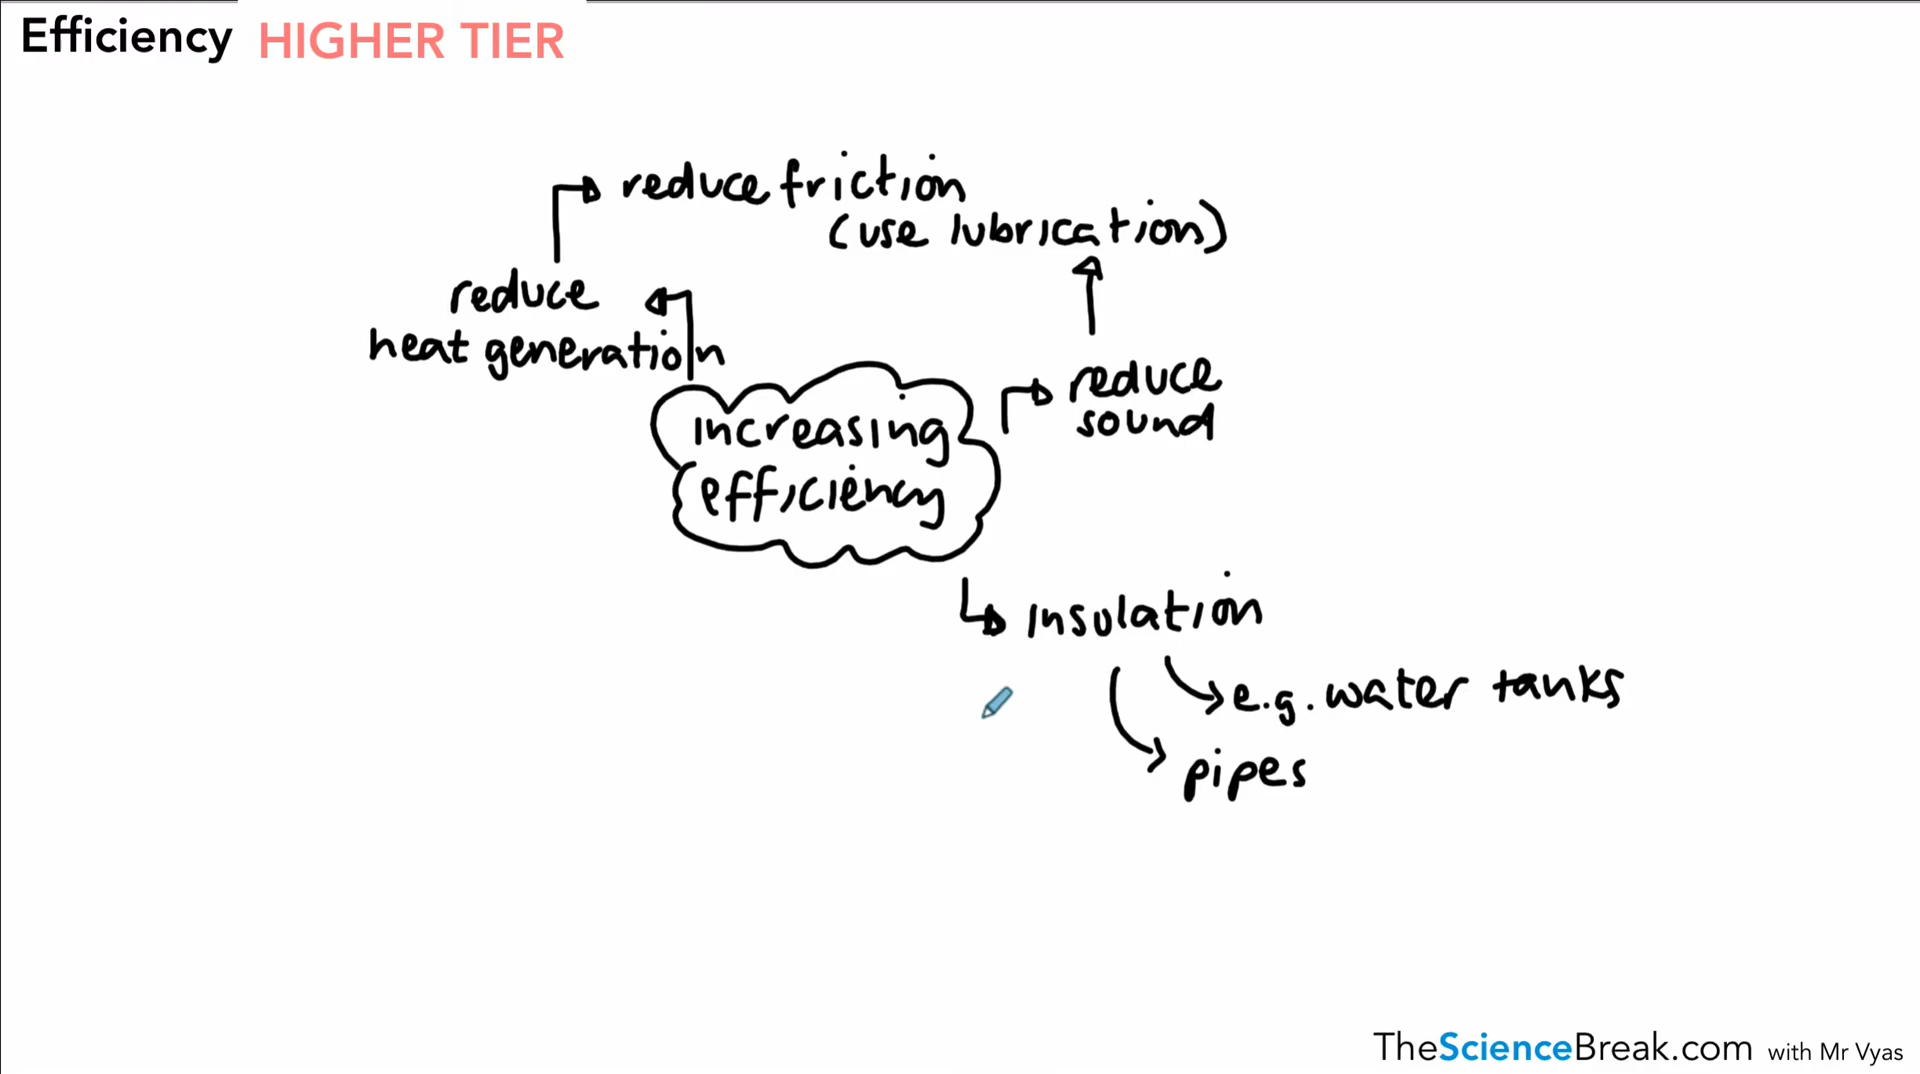 Efficiency HIGHER TIER
reduce friction
(use lubrication)
reduce
heat generation
reduce
sound
increasing
efficiency
insulation
e.g. water tanks
pipes
TheScienceBreak.com with Mr Vyas